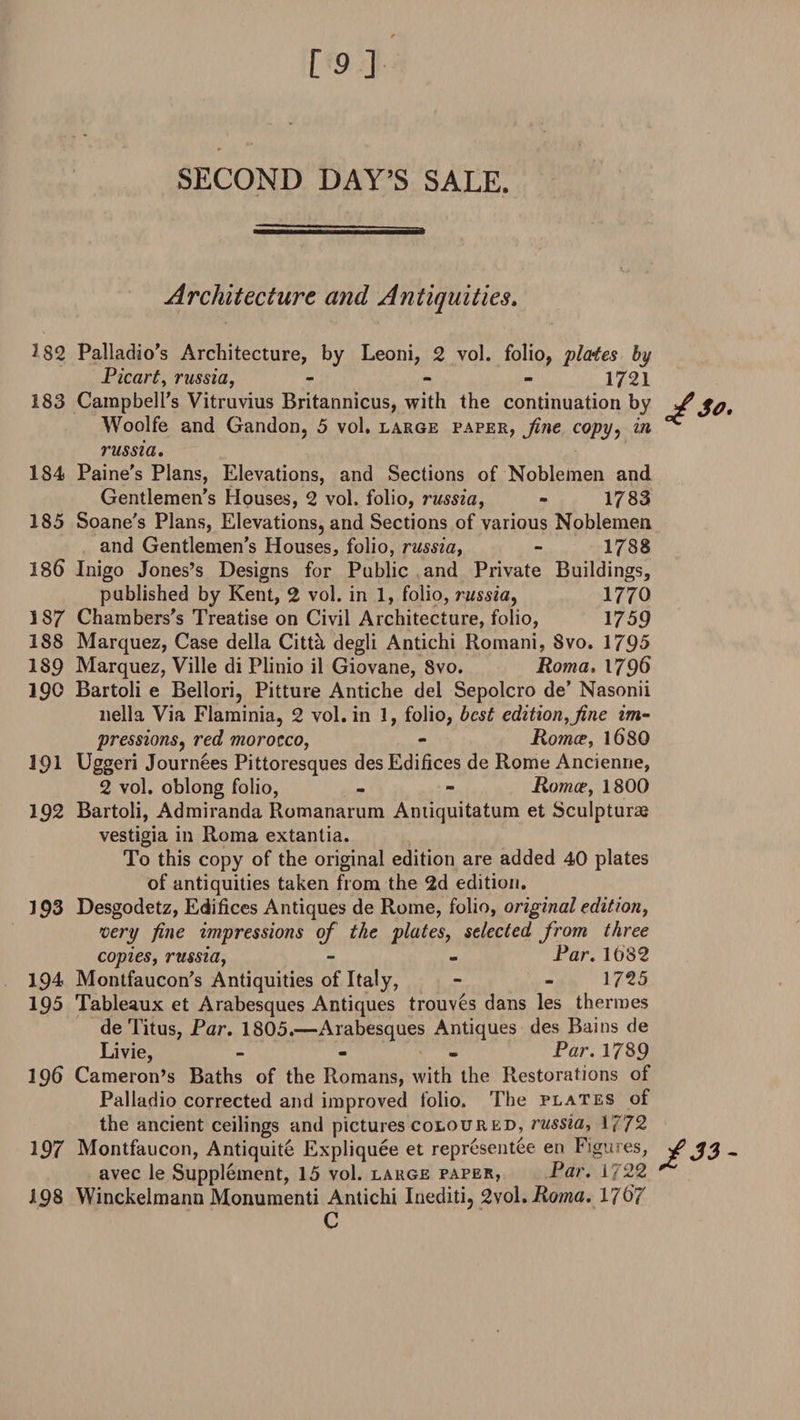 [ 9 ]
SECOND DAY'S SALE.
Architecture and Antiquities.
182 Palladio's Architecture, by Leoni, 2 vol. folio, plates by
Picart, russia, - - - 1721
183 Campbell's Vitruvius Britannicus, with the continuation by £ 30.
Woolfe and Gandon, 5 vol. LARGE PAPER, fine copy, in
russia.
184 Paine's Plans, Elevations, and Sections of Noblemen and
Gentlemen's Houses, 2 vol. folio, russia, - 1783
185 Soane's Plans, Elevations, and Sections of various Noblemen
and Gentlemen's Houses, folio, russia, - 1788
186 Inigo Jones's Designs for Public and Private Buildings,
published by Kent, 2 vol. in 1, folio, russia, 1770
187 Chambers's Treatise on Civil Architecture, folio, 1759
188 Marquez, Case della Città degli Antichi Romani, 8vo. 1795
189 Marquez, Ville di Plinio il Giovane, 8vo. Roma. 1796
190 Bartoli e Bellori, Pitture Antiche del Sepolcro de' Nasonii
nella Via Flaminia, 2 vol. in 1, folio, best edition, fine im-
pressions, red morocco, - Romæ, 1680
191 Uggeri Journées Pittoresques des Edifices de Rome Ancienne,
2 vol. oblong folio, - - Romæ, 1800
192 Bartoli, Admiranda Romanarum Antiquitatum et Sculpturæ
vestigia in Roma extantia.
To this copy of the original edition are added 40 plates
of antiquities taken from the 2d edition.
193 Desgodetz, Edifices Antiques de Rome, folio, original edition,
very fine impressions of the plates, selected from three
copies, russia, - - Par. 1682
194 Montfaucon's Antiquities of Italy, - - 1725
195 Tableaux et Arabesques Antiques trouvés dans les thermes
de Titus, Par. 1805.—Arabesques Antiques des Bains de
Livie, - - - Par. 1789
196 Cameron's Baths of the Romans, with the Restorations of
Palladio corrected and improved folio. The PLATES of
the ancient ceilings and pictures COLOURED, russia, 1772
197 Montfaucon, Antiquité Expliquée et représentée en Figures, £ 33 -
avec le Supplément, 15 vol. LARGE PAPER, Par. 1722
198 Winckelmann Monumenti Antichi Inediti, 2vol. Roma. 1767
C